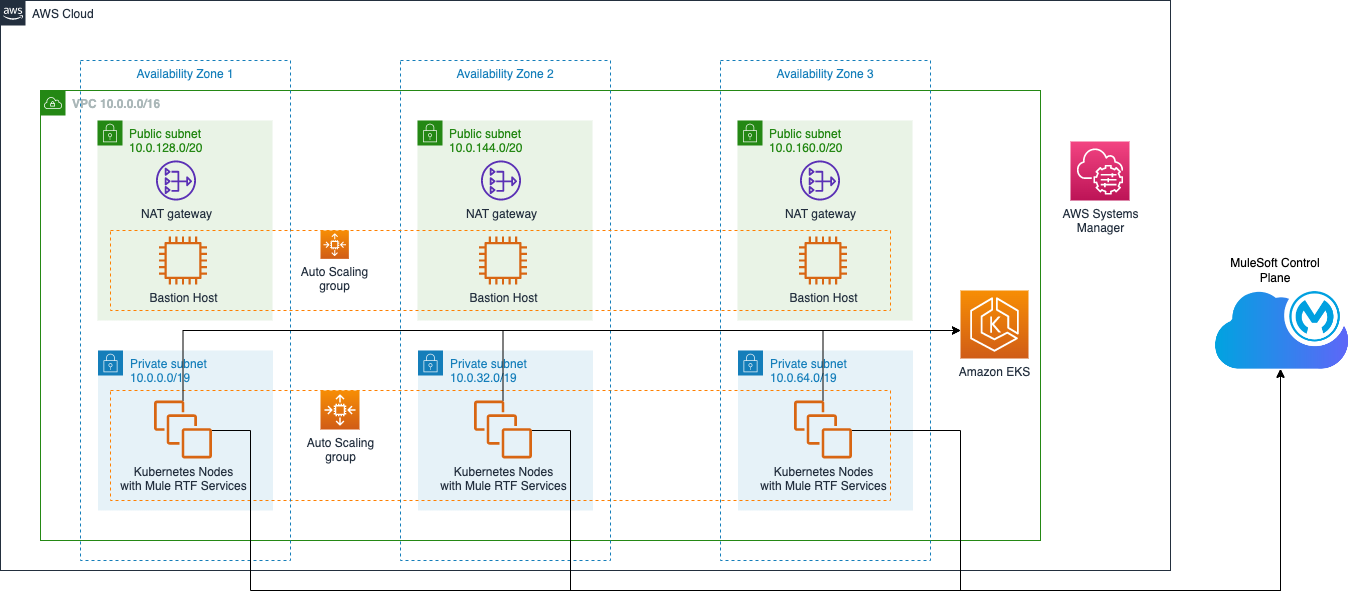 aws
AWS Cloud
Availability Zone 1
Availability Zone 2
Availability Zone 3
VPC 10.0.0.0/16
Public subnet
10.0.128.0/20
Public subnet
10.0.144.0/20
Public subnet
10.0.160.0/20
NAT gateway
NAT gateway
NAT gateway
AWS Systems
Manager
Auto Scaling
group
Bastion Host
Bastion Host
Bastion Host
MuleSoft Control
Plane
Private subnet
10.0.0.0/19
Private subnet
10.0.32.0/19
Private subnet
10.0.64.0/19
Amazon EKS
Auto Scaling
group
Kubernetes Nodes
with Mule RTF Services
Kubernetes Nodes
with Mule RTF Services
Kubernetes Nodes
with Mule RTF Services